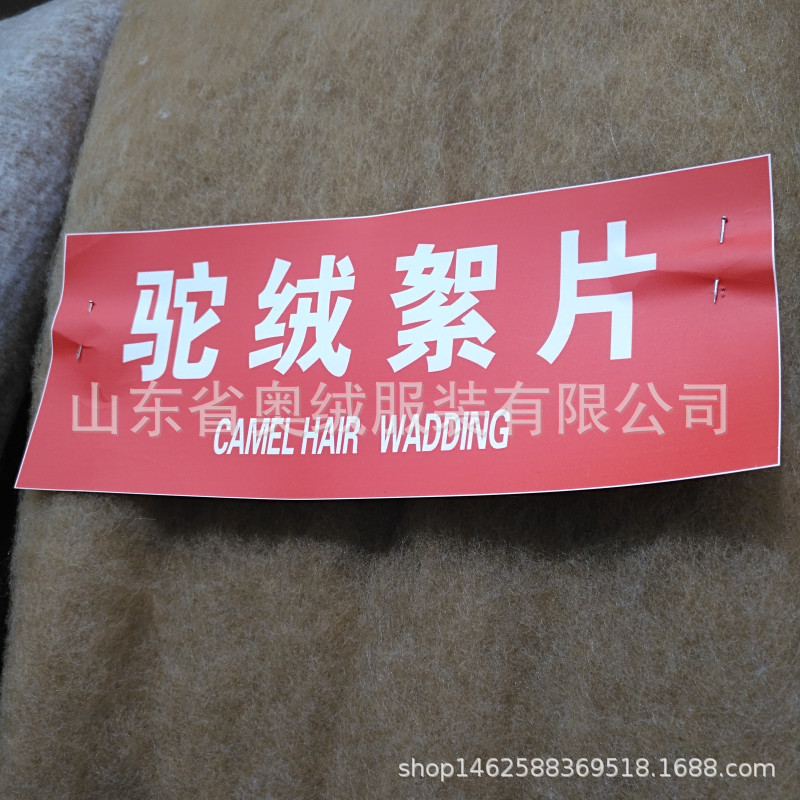 驼绒絮片
山东省奥绒服装有限公司
CAMEL HAIR WADDING
shop1462588369518.1688.com